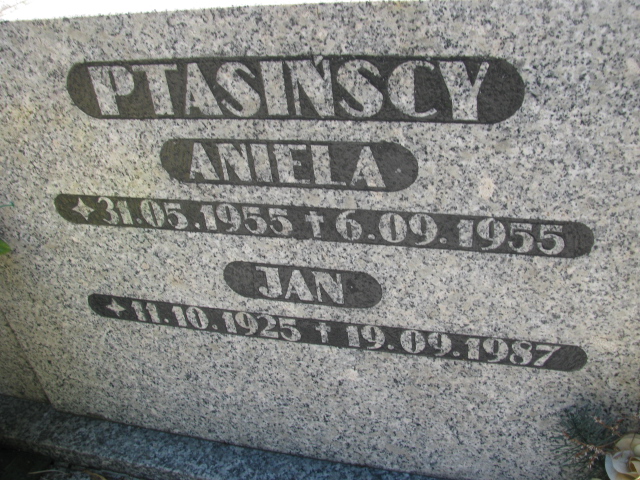 PTASIŃSCY
ANIELA
✦31.05.1955 ✝ 6.09.1955
JAN
✦11.10.1925 ✝ 19.09.1987